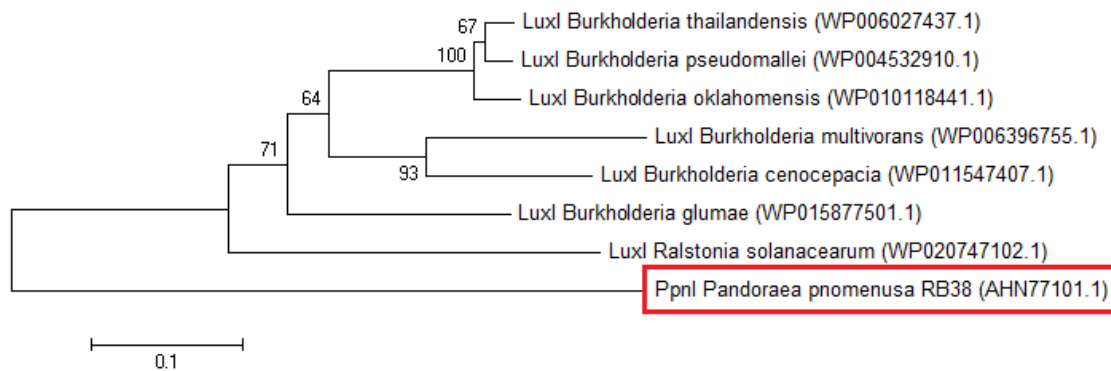 67
LuxI Burkholderia thailandensis (WP006027437.1)
100
LuxI Burkholderia pseudomallei (WP004532910.1)
LuxI Burkholderia oklahomensis (WP010118441.1)
64
LuxI Burkholderia multivorans (WP006396755.1)
71
93
LuxI Burkholderia cenocepacia (WP011547407.1)
LuxI Burkholderia glumae (WP015877501.1)
LuxI Ralstonia solanacearum (WP020747102.1)
PpnI Pandoraea pnomenusa RB38 (AHN77101.1)
0.1